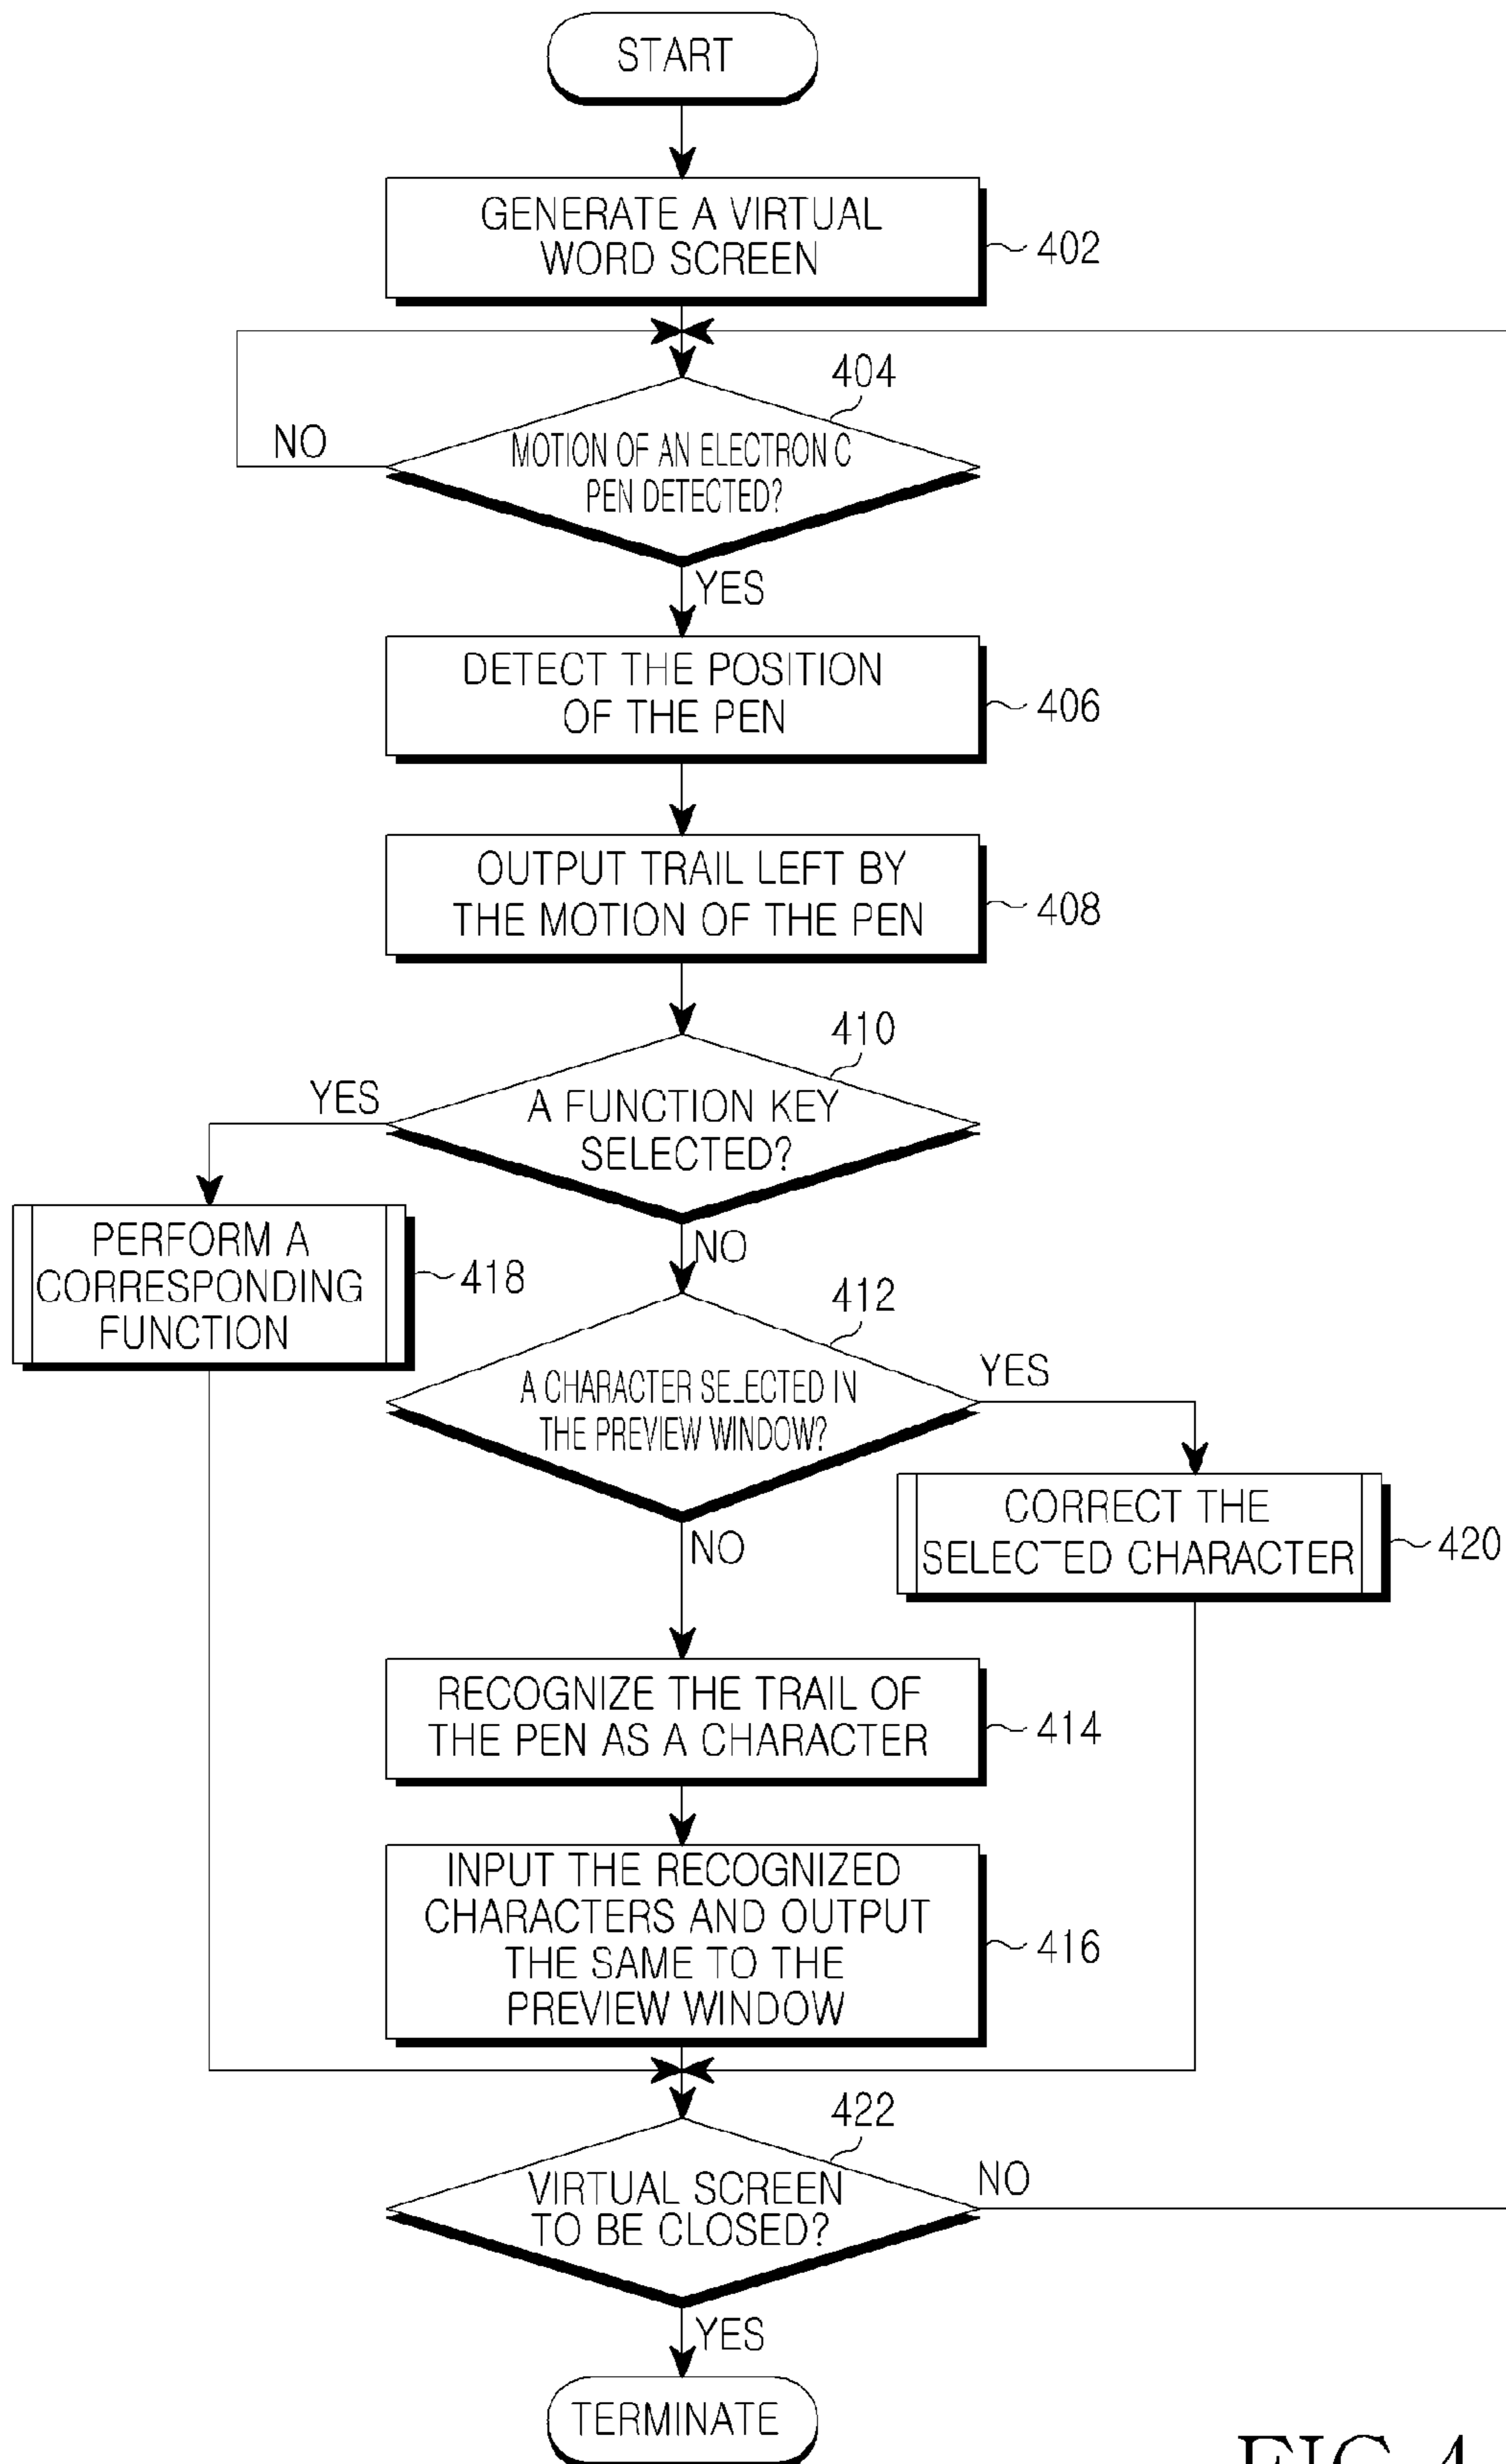 START
GENERATE A VIRTUAL
WORD SCREEN
402
404
MOTION OF AN ELECTRON C
PEN DETECTED?
NO
YES
DETECT THE POSITION
OF THE PEN
406
OUTPUT TRAIL LEFT BY
THE MOTION OF THE PEN
408
410
A FUNCTION KEY
SELECTED?
YES
NO
PERFORM A
CORRESPONDING
FUNCTION
418
412
A CHARACTER SELECTED IN
THE PREVIEW WINDOW?
YES
NO
CORRECT THE
SELECTED CHARACTER
420
RECOGNIZE THE TRAIL OF
THE PEN AS A CHARACTER
414
INPUT THE RECOGNIZED
CHARACTERS AND OUTPUT
THE SAME TO THE
PREVIEW WINDOW
416
422
VIRTUAL SCREEN
TO BE CLOSED?
NO
YES
TERMINATE
FIG.4